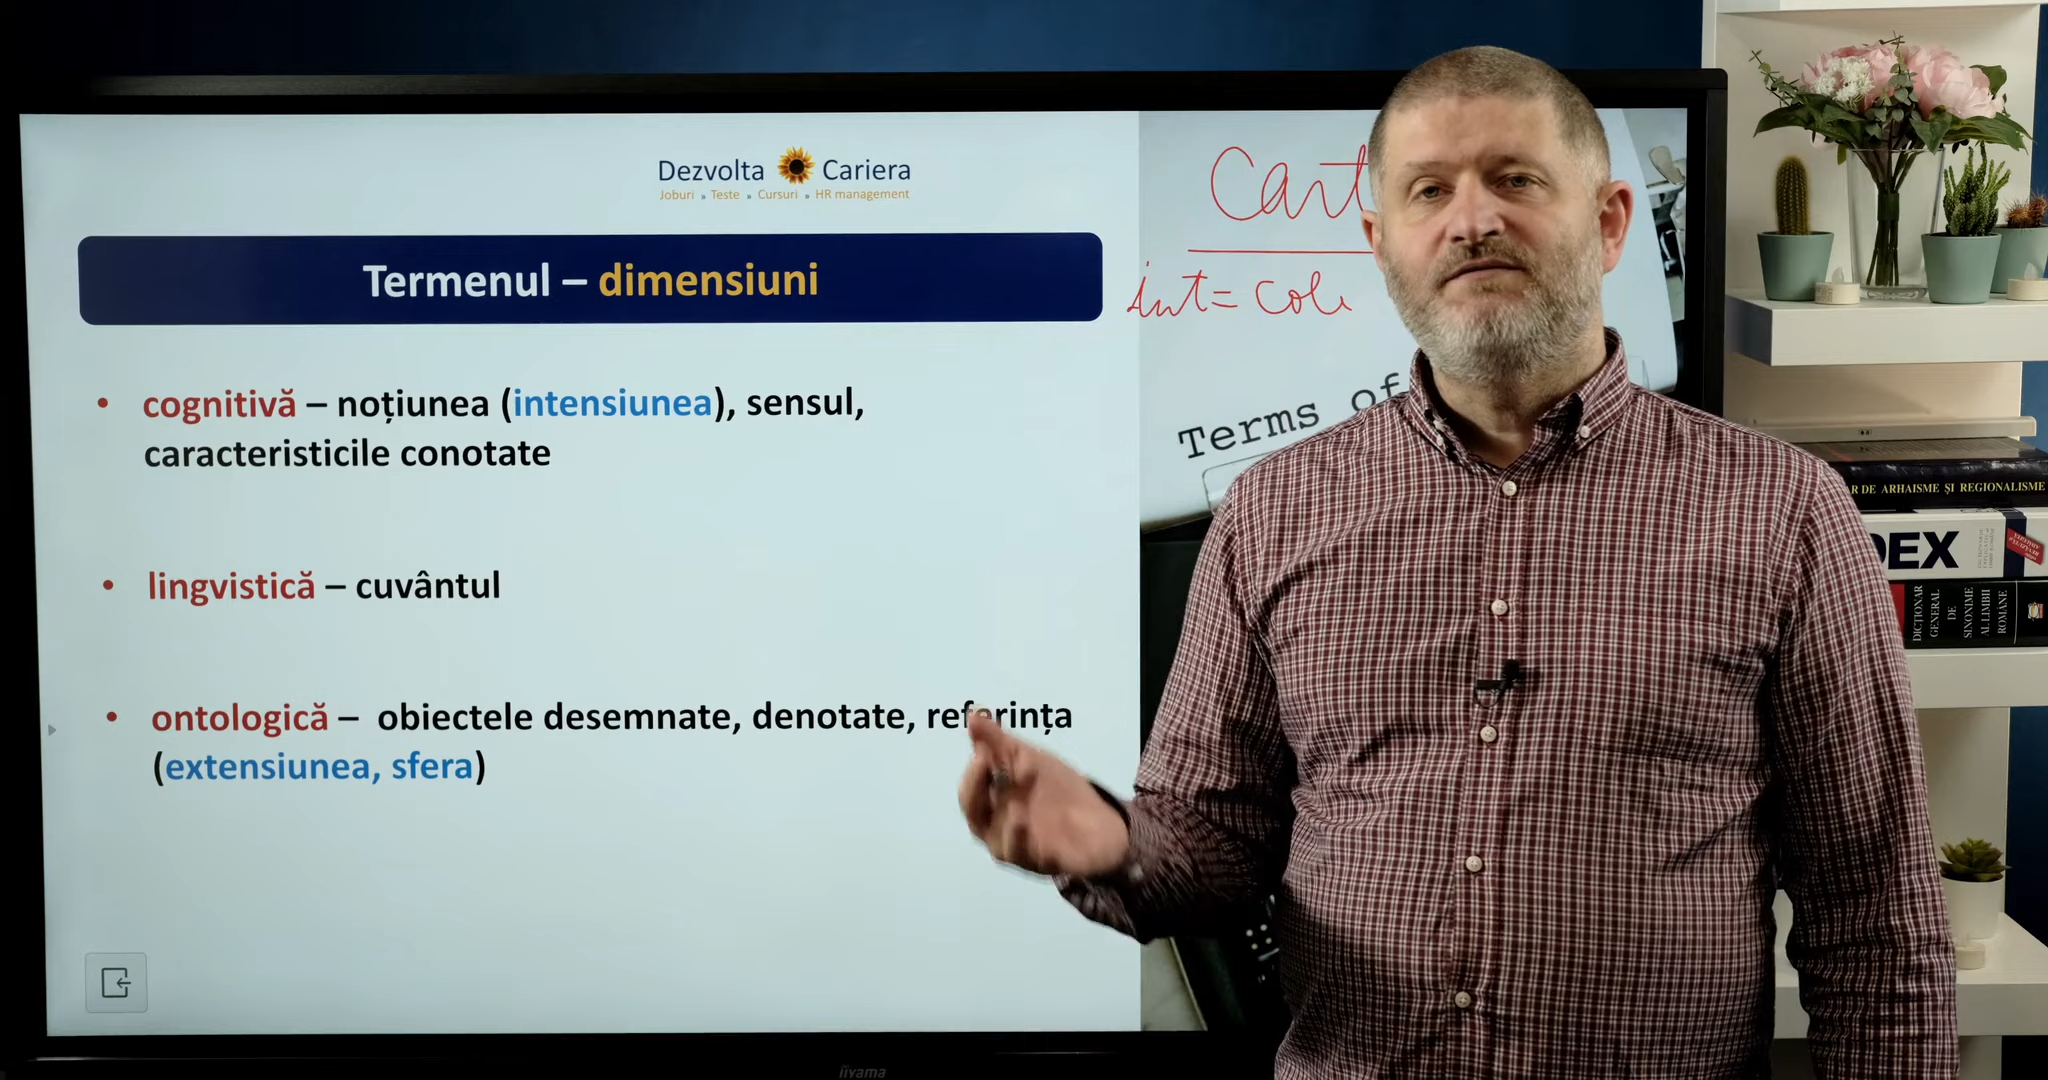 Dezvolta Cariera
Joburi » Teste » Cursuri » HR management
Termenul – dimensiuni
• cognitivă – noțiunea (intensiunea), sensul,
caracteristicile conotate
• lingvistică – cuvântul
• ontologică – obiectele desemnate, denotate, referința
(extensiunea, sfera)
Cart
int= cole
Terms of
R DE ARHAISME ȘI REGIONALISME
DEX
DICȚIONAR
GENERAL
DE
SINONIME
AL LIMBII
ROMÂNE
iiyama